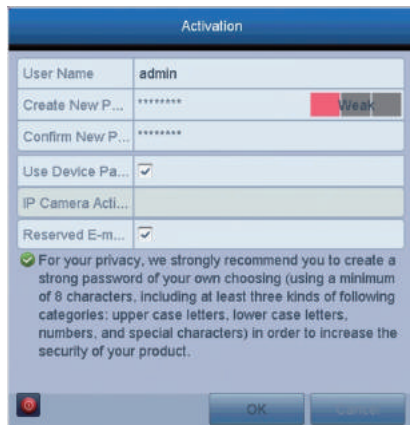 Activation
User Name admin
Create New P... ******** Weak
Confirm New P... ********
Use Device Pa...
IP Camera Acti...
Reserved E-m...
For your privacy, we strongly recommend you to create a
strong password of your own choosing (using a minimum
of 8 characters, including at least three kinds of following
categories: upper case letters, lower case letters,
numbers, and special characters) in order to increase the
security of your product.
OK Cancel